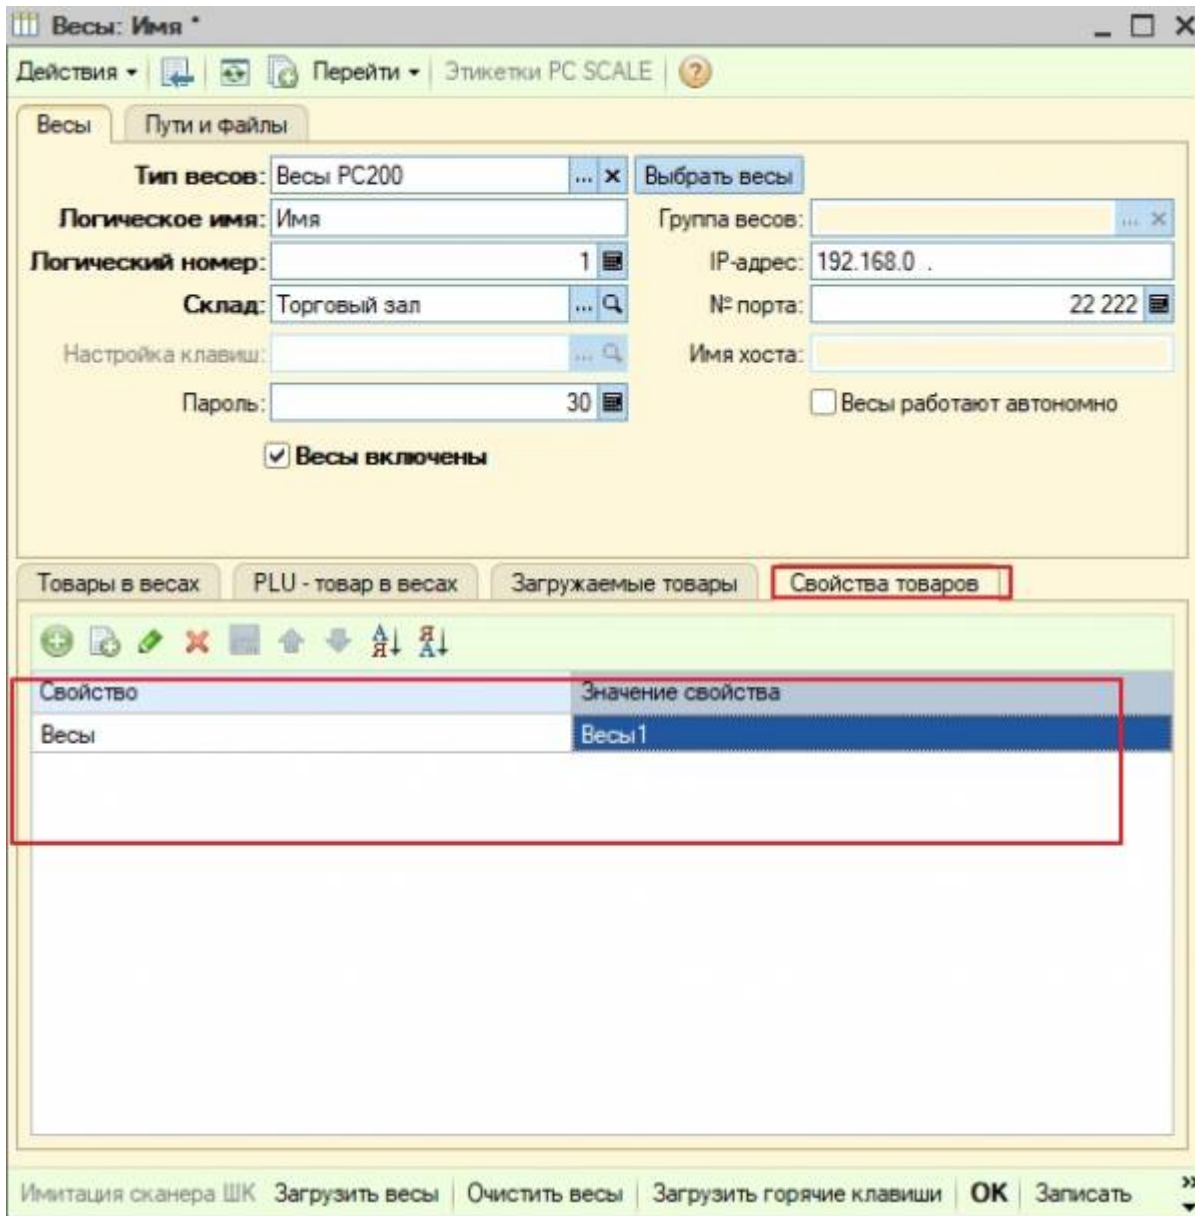 Весы: Имя *
Действия Перейти Этикетки PC SCALE ?
Весы Пути и файлы
Тип весов: Весы PC200 ... x Выбрать весы
Логическое имя: Имя Группа весов: ... x
Логический номер: 1 IP-адрес: 192.168.0 .
Склад: Торговый зал ... № порта: 22 222
Настройка клавиш: ... Имя хоста:
Пароль: 30 Весы работают автономно
Весы включены
Товары в весах PLU - товар в весах Загружаемые товары Свойства товаров
А Я Я А
Свойство Значение свойства
Весы Весы1
Имитация сканера ШК Загрузить весы Очистить весы Загрузить горячие клавиши OK Записать »